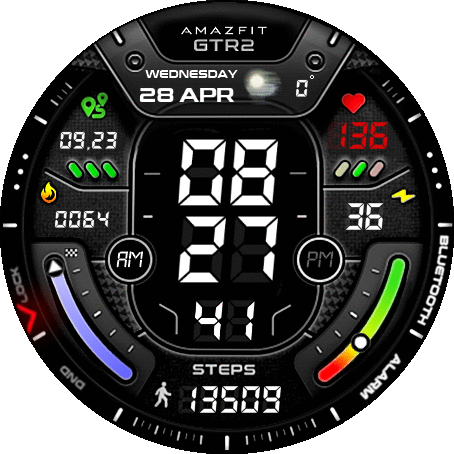 AMAZFIT
GTR2
WEDNESDAY
28 APR
0°
09,23
136
08
0064
36
27
AM
PM
BLUETOOTH
LOCK
41
STEPS
DND
ALARM
13509